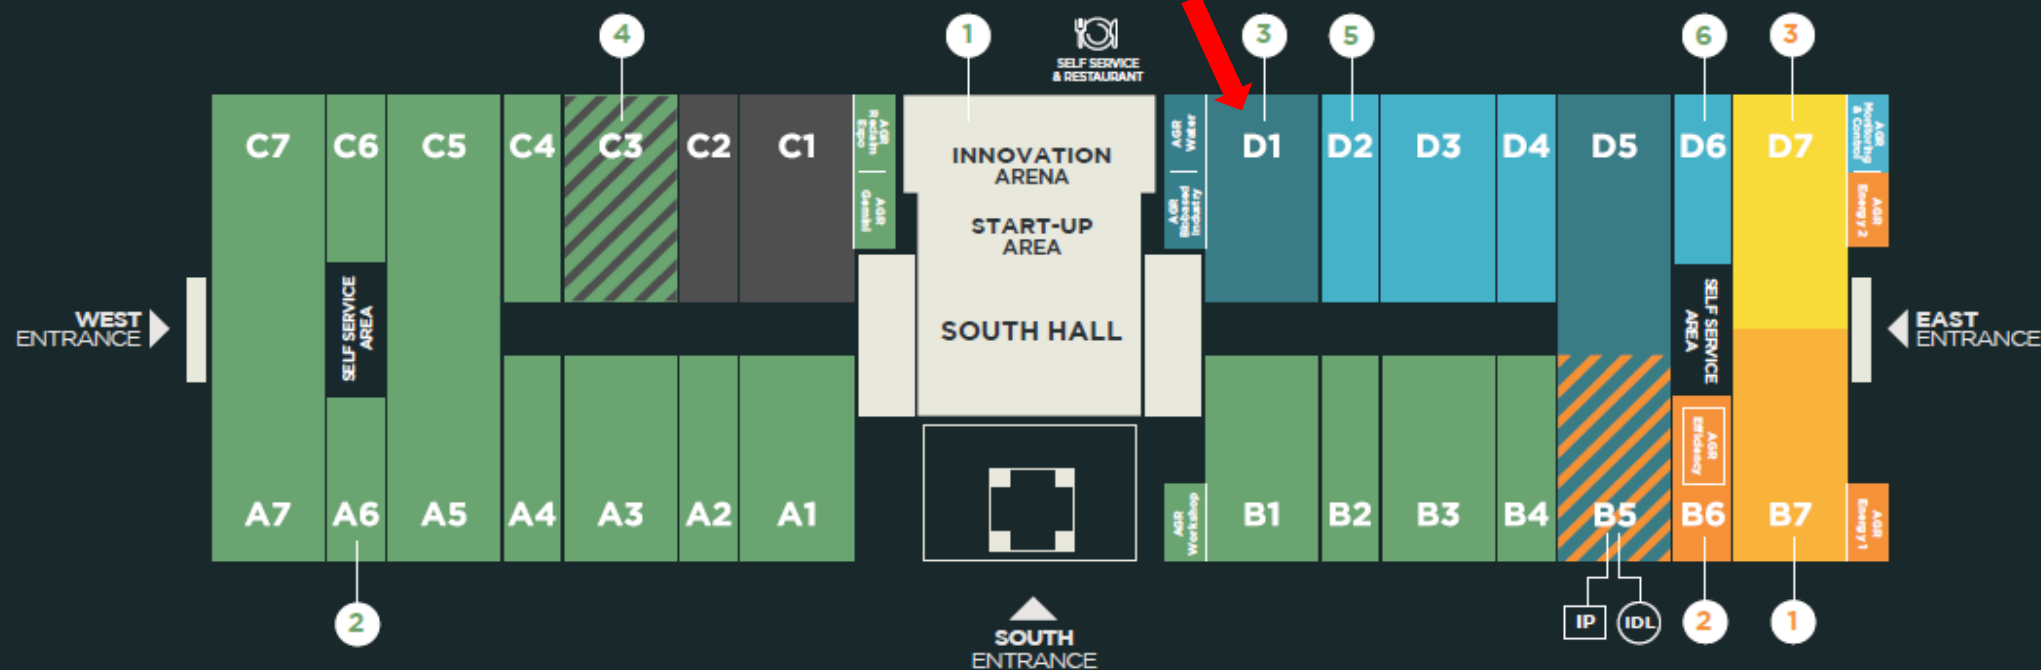 4
1
SELF SERVICE
& RESTAURANT
3
5
6
3
C7
C6
C5
C4
C3
C2
C1
AGR
Reclaim
Expo
AGR
Gemini
INNOVATION
ARENA
START-UP
AREA
SOUTH HALL
AGR
Water
AGR
Biobased
Industry
D1
D2
D3
D4
D5
D6
D7
AGR
Monitoring
& Control
AGR
Energy 2
WEST
ENTRANCE
SELF SERVICE
AREA
SELF SERVICE
AREA
EAST
ENTRANCE
A7
A6
A5
A4
A3
A2
A1
AGR
Workshop
B1
B2
B3
B4
B5
AGR
Efficiency
B6
B7
AGR
Energy 1
2
SOUTH
ENTRANCE
IP
IDL
2
1